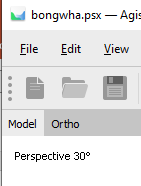 bongwha.psx — Agis
File Edit View
Model Ortho
Perspective 30°